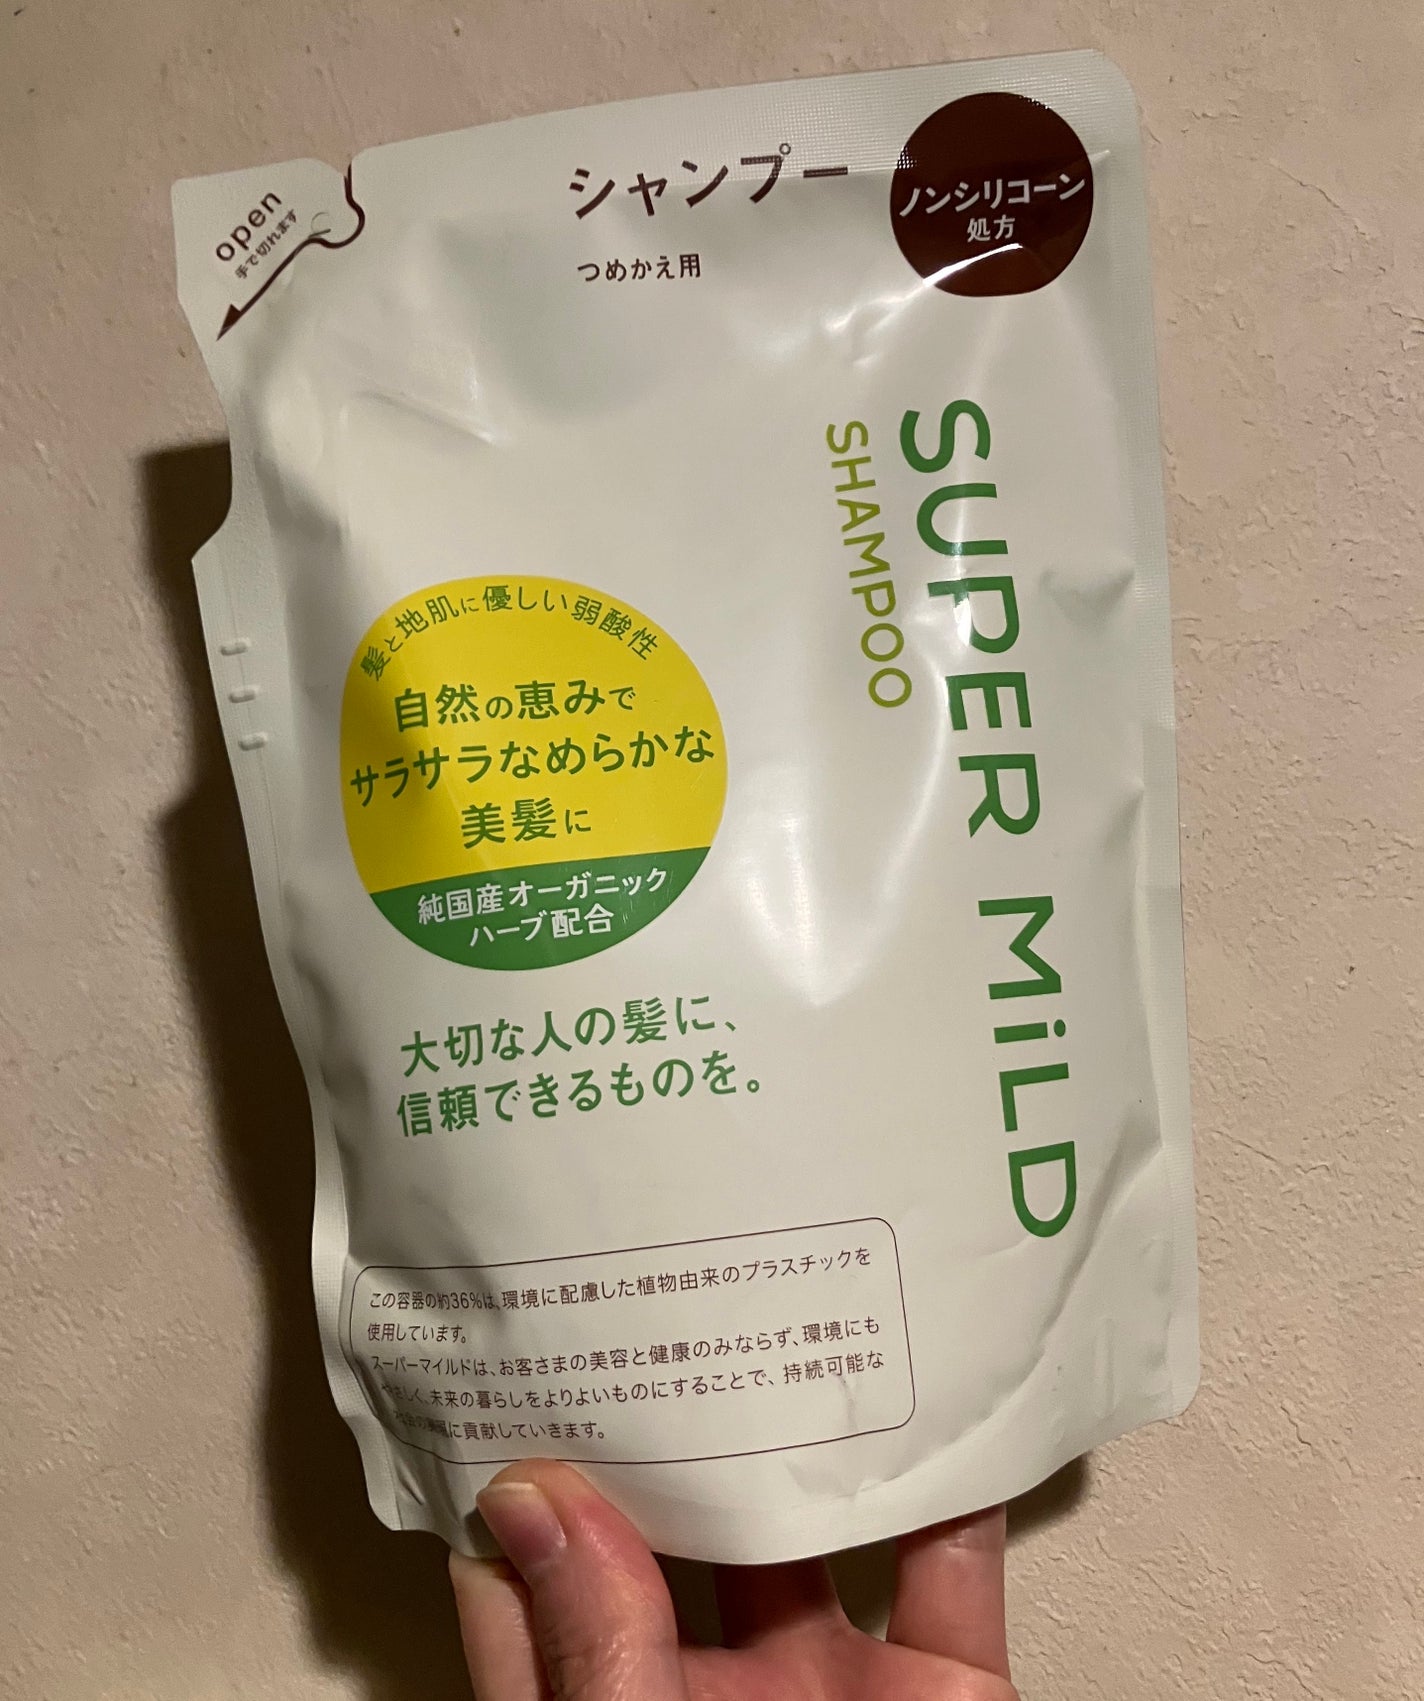 open
手で切れます
シャンプー
つめかえ用
ノンシリコーン
処方
SUPER MiLD
SHAMPOO
髪と地肌に優しい弱酸性
自然の恵みで
サラサラなめらかな
美髪に
純国産オーガニック
ハーブ配合
大切な人の髪に、
信頼できるものを。
この容器の約36%は、環境に配慮した植物由来のプラスチックを
使用しています。
スーパーマイルドは、お客さまの美容と健康のみならず、環境にも
やさしく、未来の暮らしをよりよいものにすることで、持続可能な
社会の実現に貢献していきます。